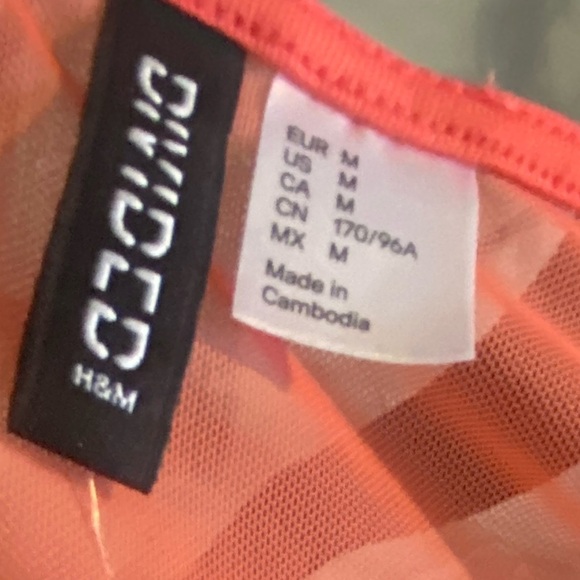 DIVIDED
H&M
EUR M
US M
CA M
CN 170/96A
MX M
Made in
Cambodia